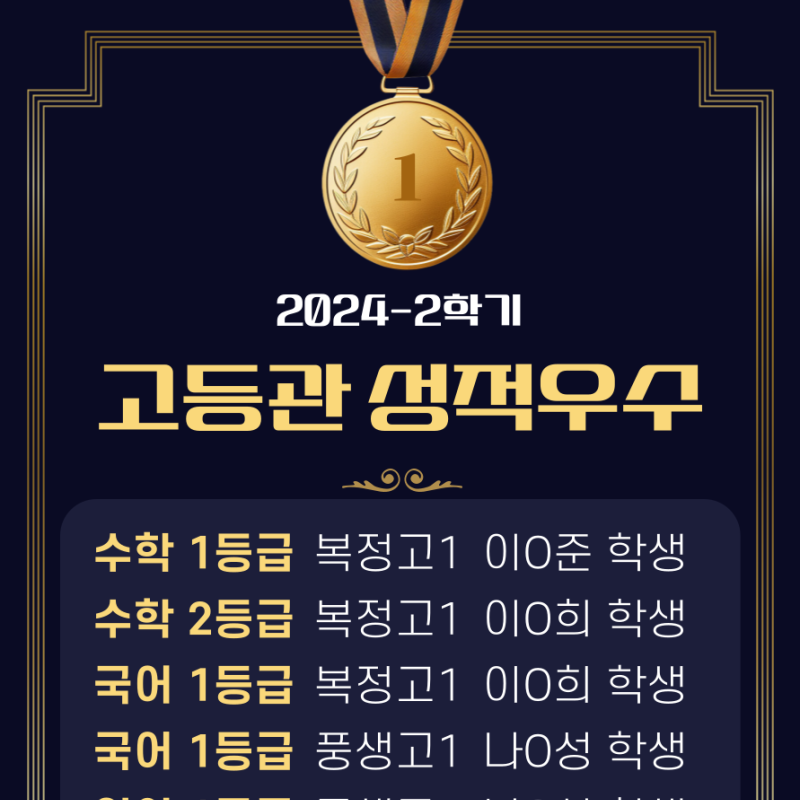 1
2024-2학기
고등관 성적우수
수학 1등급 복정고1 이O준 학생
수학 2등급 복정고1 이O희 학생
국어 1등급 복정고1 이O희 학생
국어 1등급 풍생고1 나O성 학생